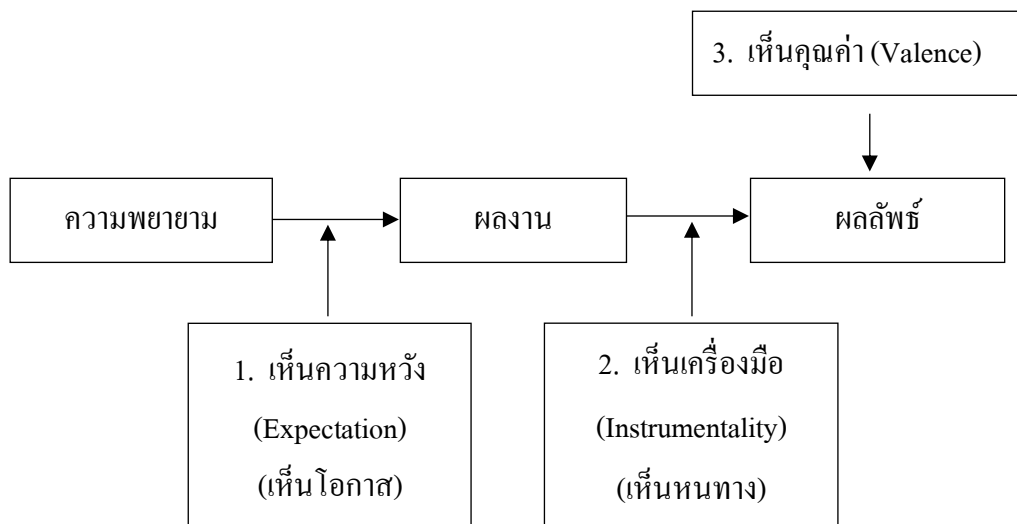 3. เห็นคุณค่า (Valence)
ความพยายาม
ผลงาน
ผลลัพธ์
1. เห็นความหวัง
(Expectation)
(เห็นโอกาส)
2. เห็นเครื่องมือ
(Instrumentality)
(เห็นหนทาง)